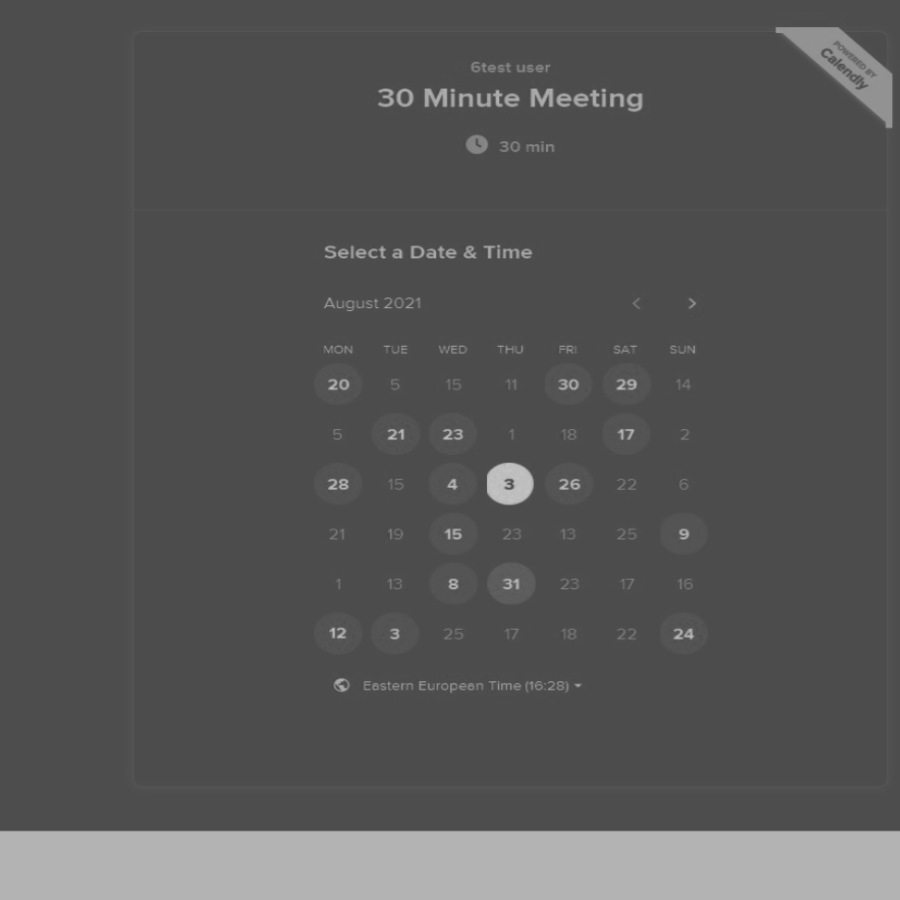 POWERED BY
Calendly
6test user
30 Minute Meeting
30 min
Select a Date & Time
August 2021
MON TUE WED THU FRI SAT SUN
20 5 15 11 30 29 14
5 21 23 1 18 17 2
28 15 4 3 26 22 6
21 19 15 23 13 25 9
1 13 8 31 23 17 16
12 3 25 17 18 22 24
Eastern European Time (16:28)